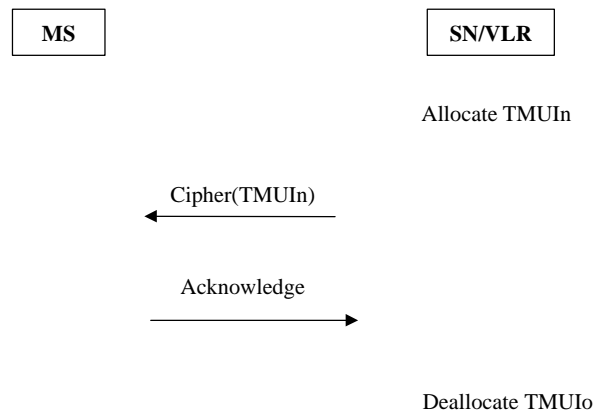 MS
SN/VLR
Allocate TMUIn
Cipher(TMUIn)
Acknowledge
Deallocate TMUIo